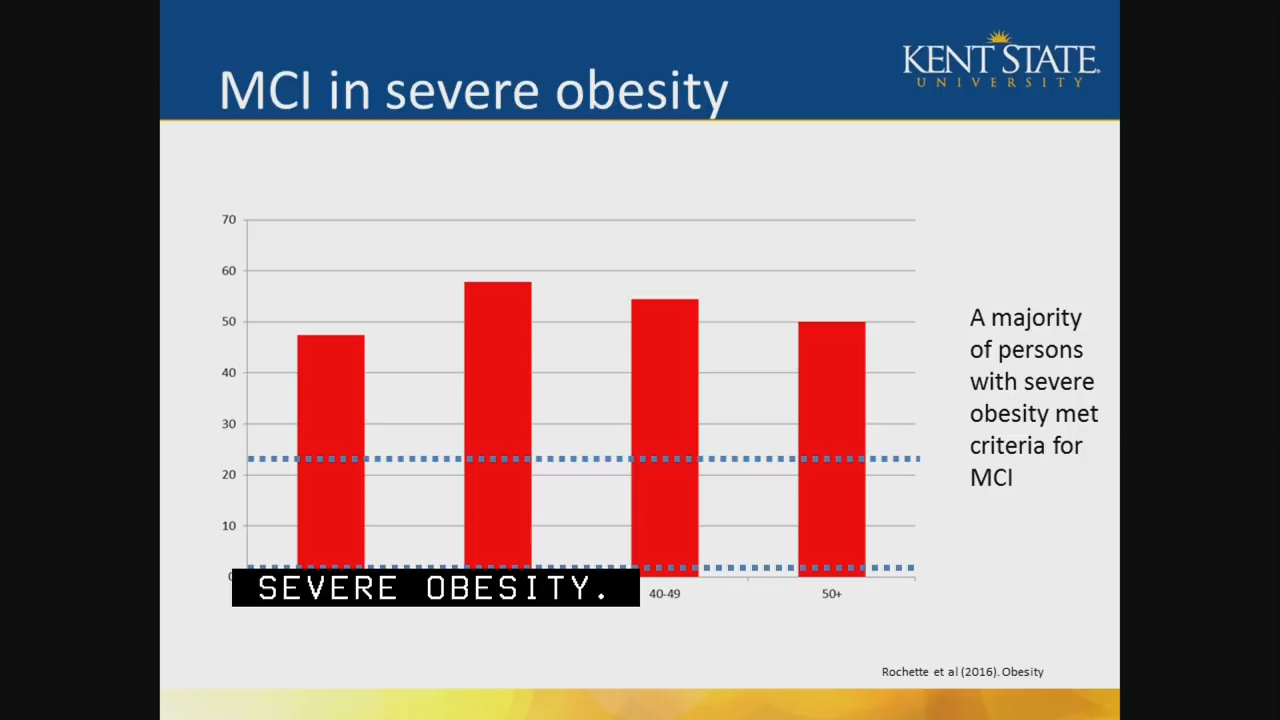 MCI in severe obesity
KENT STATE
UNIVERSITY
70
60
50
40
30
20
10
A majority
of persons
with severe
obesity met
criteria for
MCI
SEVERE OBESITY.
40-49
50+
Rochette et al (2016). Obesity